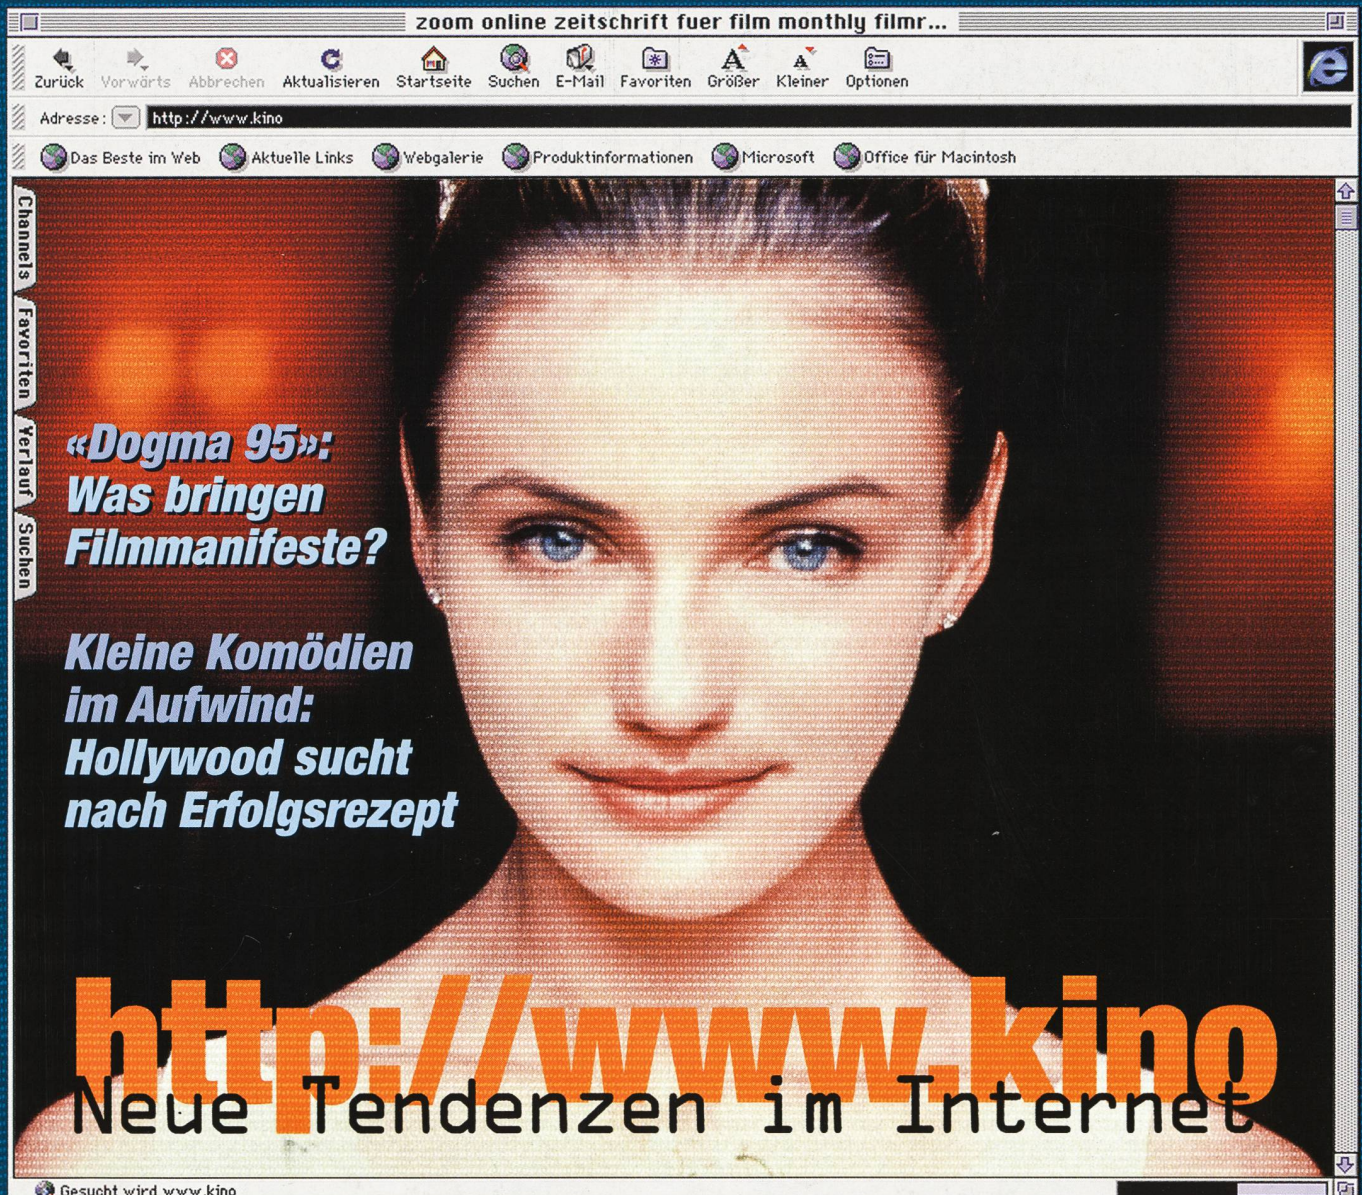 zoom online zeitschrift fuer film monthly filmr...
Zurück Vorwärts Abbrechen Aktualisieren Startseite Suchen E-Mail Favoriten Größer Kleiner Optionen
Adresse: http://www.kino
Das Beste im Web Aktuelle Links Webgalerie Produktinformationen Microsoft Office für Macintosh
Channels
Favoriten
Verlauf
Suchen
«Dogma 95»:
Was bringen
Filmmanifeste?
Kleine Komödien
im Aufwind:
Hollywood sucht
nach Erfolgsrezept
http://www.kino
Neue Tendenzen im Internet
Gesucht wird www.kino